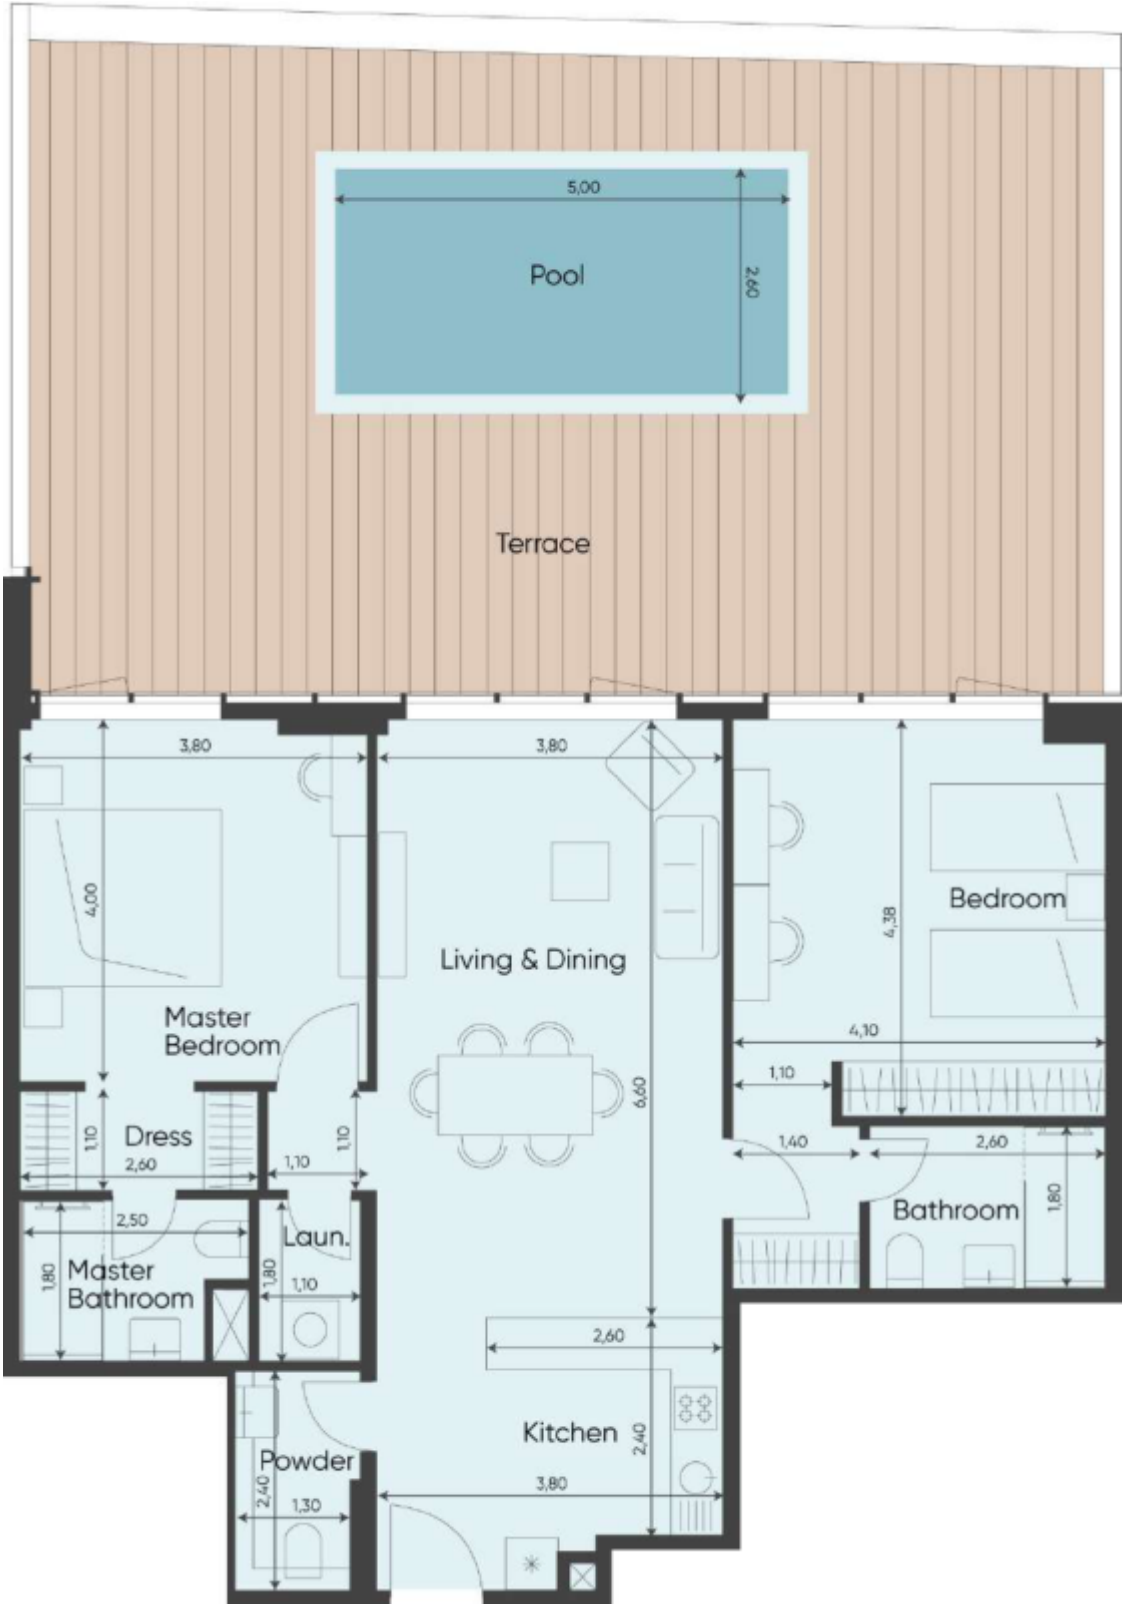 5,00
Pool
2,60
Terrace
3,80
3,80
4,00
4,38
Bedroom
Living & Dining
Master
Bedroom
4,10
1,10
6,60
1,10
Dress
2,60
1,10
1,10
1,40
2,60
1,80
Bathroom
2,50
Laun.
1,80
Master
Bathroom
1,80
1,10
2,60
Kitchen
2,40
Powder
2,40
3,80
1,30